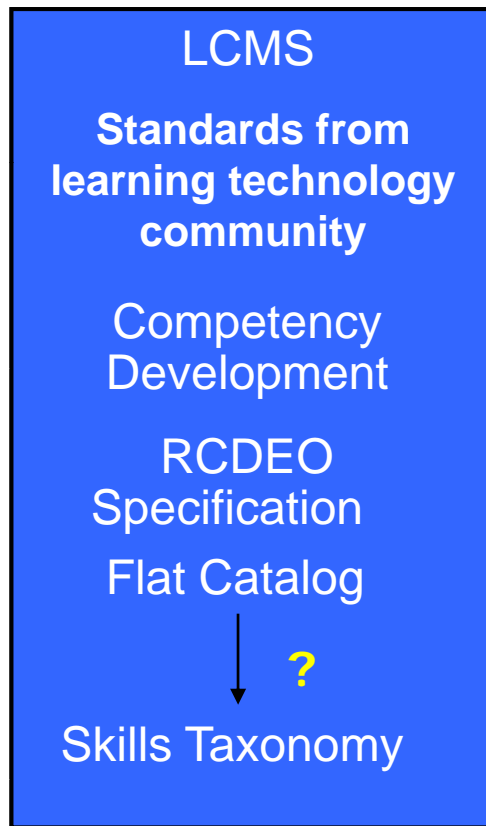 LCMS
Standards from
learning technology
community
Competency
Development
RCDEO
Specification
Flat Catalog
?
Skills Taxonomy